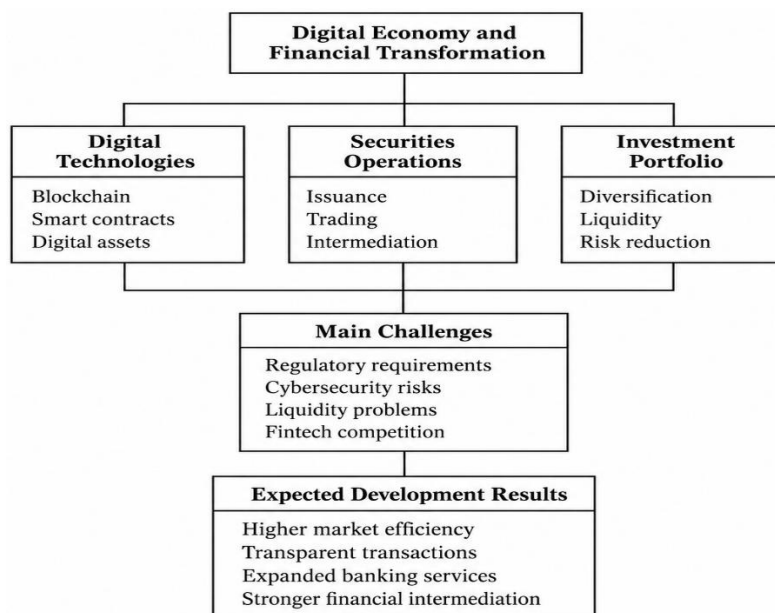 Digital Economy and
Financial Transformation
Digital
Technologies
Blockchain
Smart contracts
Digital assets
Securities
Operations
Issuance
Trading
Intermediation
Investment
Portfolio
Diversification
Liquidity
Risk reduction
Main Challenges
Regulatory requirements
Cybersecurity risks
Liquidity problems
Fintech competition
Expected Development Results
Higher market efficiency
Transparent transactions
Expanded banking services
Stronger financial intermediation